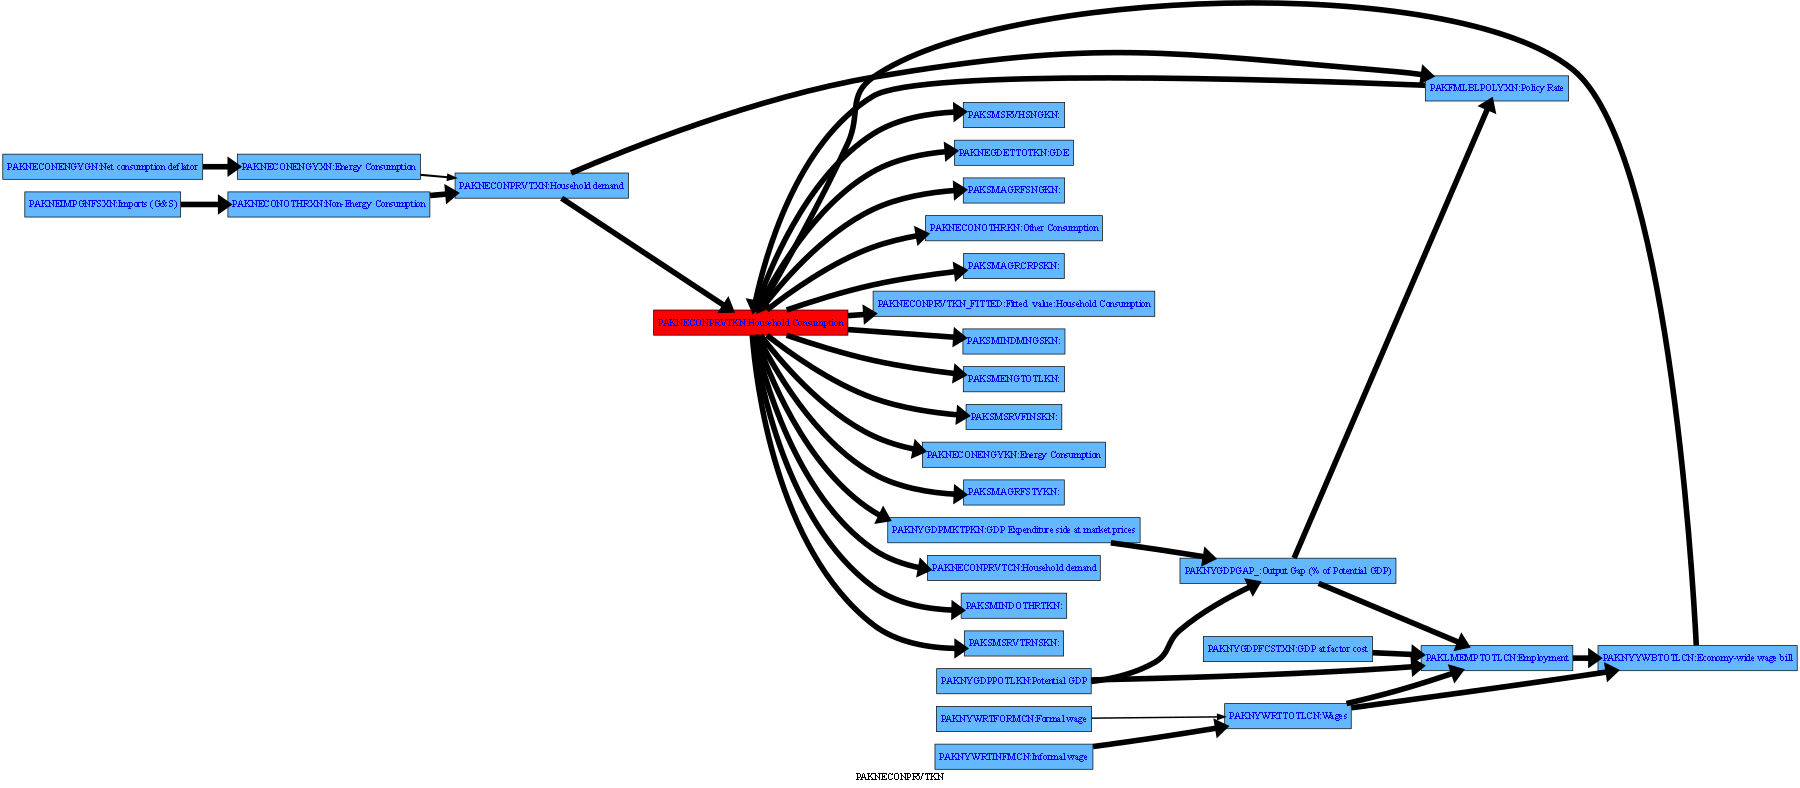 PAKFMLBLPOLYXN:Policy Rate
PAKSMSRVHSNGKN:
PAKNEGDETTOTKN:GDE
PAKNECONENGYGN:Net consumption deflator
PAKNECONENGYXN:Energy Consumption
PAKNECONPRVTXN:Household demand
PAKSMAGRFSNGKN:
PAKNEIMPGNFSXN:Imports (G&S)
PAKNECONOTHRXN:Non-Energy Consumption
PAKNECONOTHRKN:Other Consumption
PAKSMAGRCRPSKN:
PAKNECONPRVTKN_FITTED:Fitted value:Household Consumption
PAKNECONPRVTKN:Household Consumption
PAKSMINDMNGSKN:
PAKSMENGTOTLKN:
PAKSMSRVFINSKN:
PAKNECONENGYKN:Energy Consumption
PAKSMAGRFSTYKN:
PAKNYGDPMKTPKN:GDP Expenditure side at market prices
PAKNECONPRVTCN:Household demand
PAKNYGDPGAP_:Output Gap (% of Potential GDP)
PAKSMINDOTHRTKN:
PAKSMSRVTRNSKN:
PAKNYGDPFCSTXN:GDP at factor cost
PAKLMEMPTOTLCN:Employment
PAKNYYWBTOTLCN:Economy-wide wage bill
PAKNYGDPPOTLKN:Potential GDP
PAKNYWRTFORMCN:Formal wage
PAKNYWRTTOTLCN:Wages
PAKNYWRTINFMCN:Informal wage
PAKNECONPRVTKN